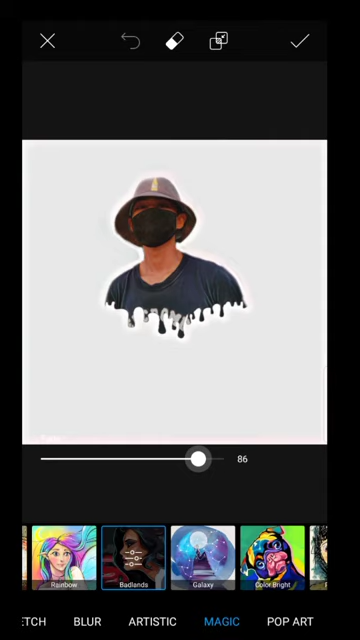 86
Rainbow
Badlands
Galaxy
Color Bright
ETCH BLUR ARTISTIC MAGIC POP ART